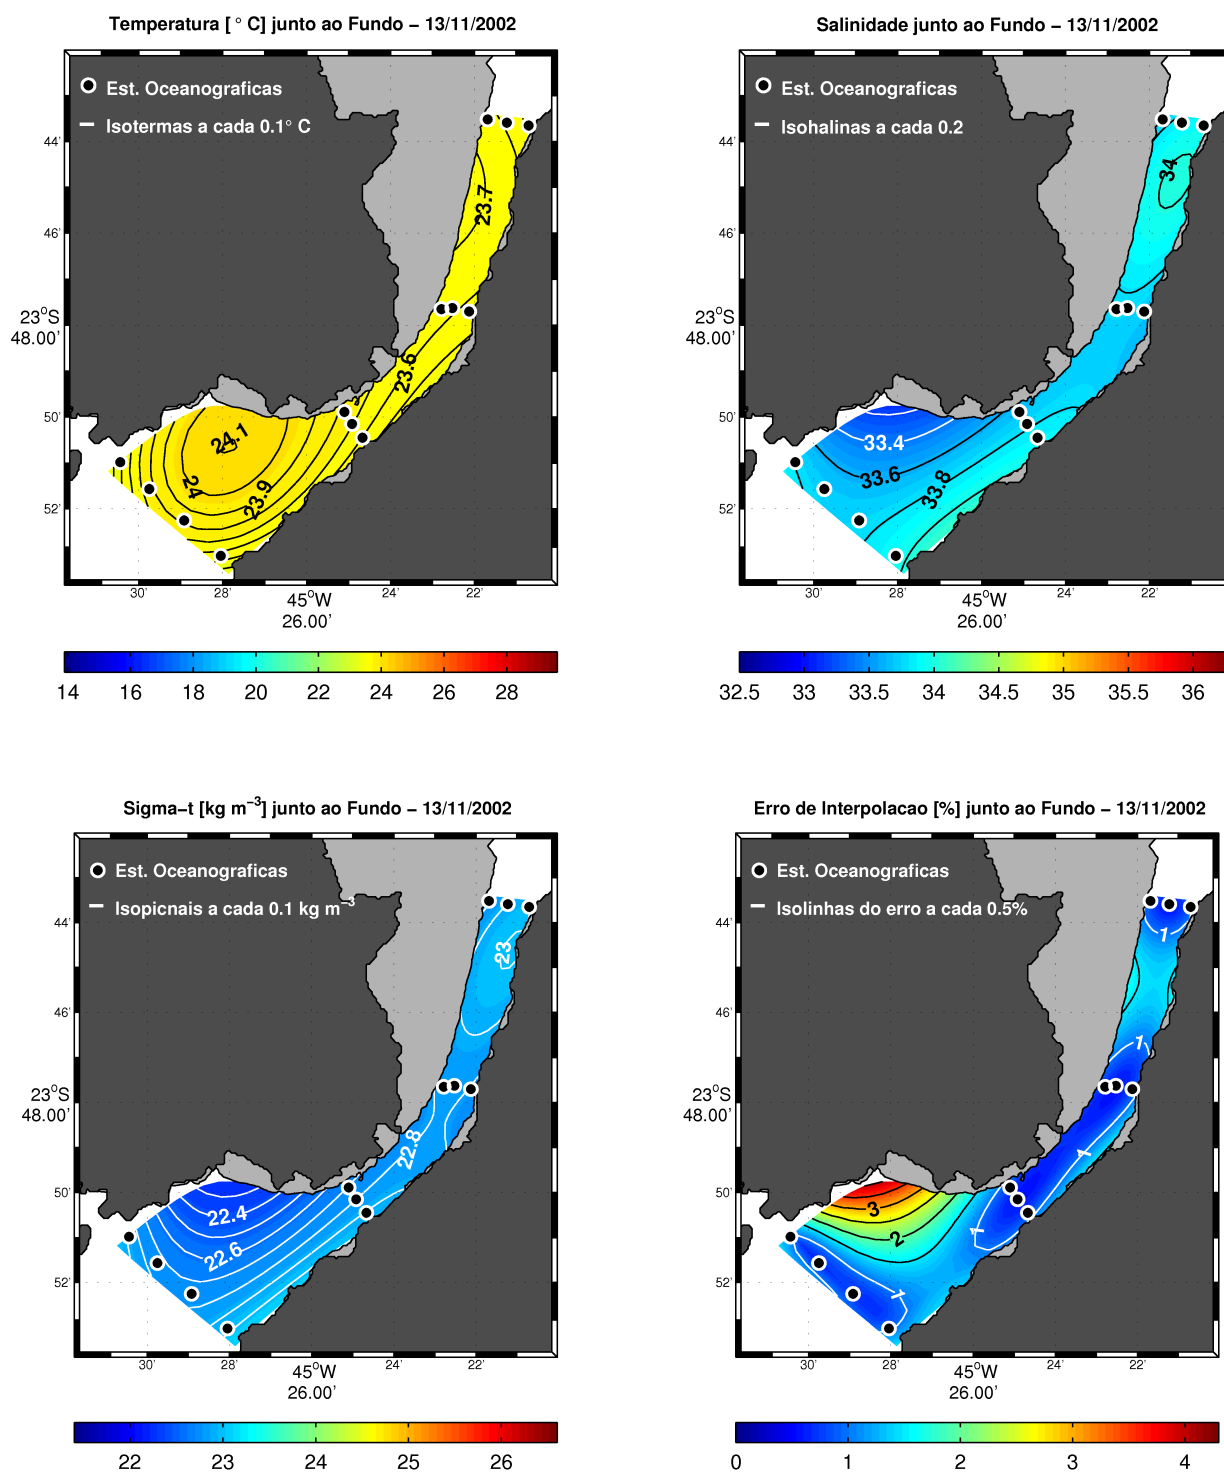 Temperatura [ ° C] junto ao Fundo – 13/11/2002
Est. Oceanograficas
Isotermas a cada 0.1° C
44'
46'
23°S
48.00'
50'
52'
30'
28'
45°W
26.00'
24'
22'
23.7
23.6
24.1
24
23.9
14 16 18 20 22 24 26 28
Salinidade junto ao Fundo – 13/11/2002
Est. Oceanograficas
Isohalinas a cada 0.2
44'
46'
23°S
48.00'
50'
52'
30'
28'
45°W
26.00'
24'
22'
34
33.4
33.6
33.8
32.5 33 33.5 34 34.5 35 35.5 36
Sigma–t [kg m–3] junto ao Fundo – 13/11/2002
Est. Oceanograficas
Isopicnais a cada 0.1 kg m–3
44'
46'
23°S
48.00'
50'
52'
30'
28'
45°W
26.00'
24'
22'
23
22.8
22.4
22.6
22 23 24 25 26
Erro de Interpolacao [%] junto ao Fundo – 13/11/2002
Est. Oceanograficas
Isolinhas do erro a cada 0.5%
44'
46'
23°S
48.00'
50'
52'
30'
28'
45°W
26.00'
24'
22'
1
1
1
3
2
1
1
0 1 2 3 4